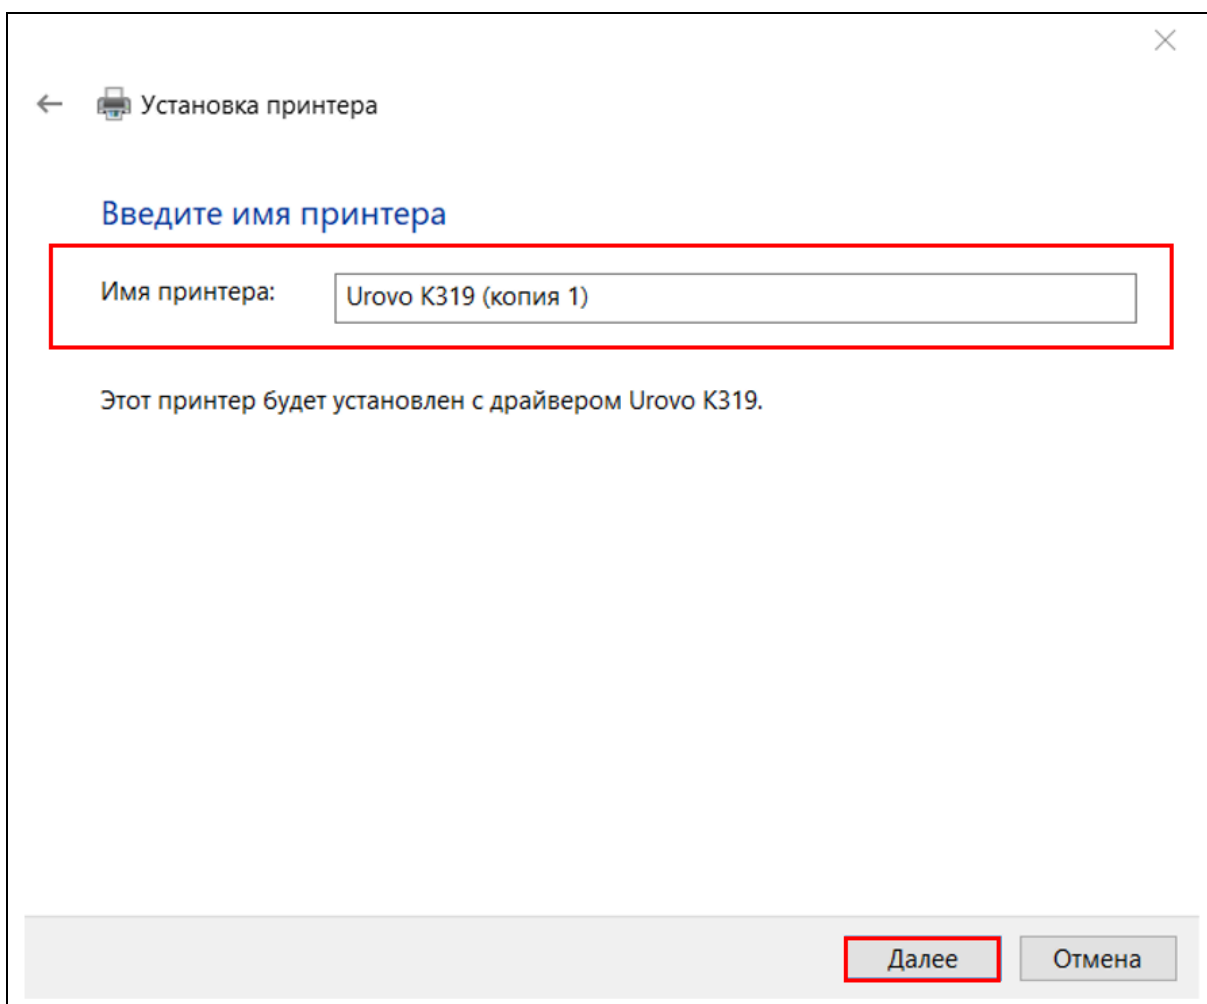 Установка принтера
Введите имя принтера
Имя принтера: Urovo K319 (копия 1)
Этот принтер будет установлен с драйвером Urovo K319.
Далее Отмена